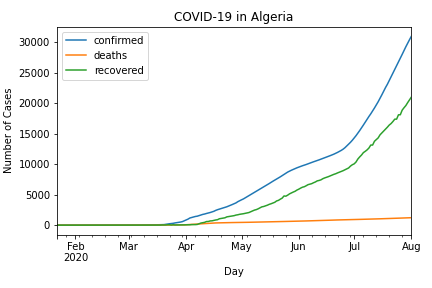 COVID-19 in Algeria
confirmed
deaths
recovered
Number of Cases
30000
25000
20000
15000
10000
5000
0
Feb Mar Apr May Jun Jul Aug
2020
Day